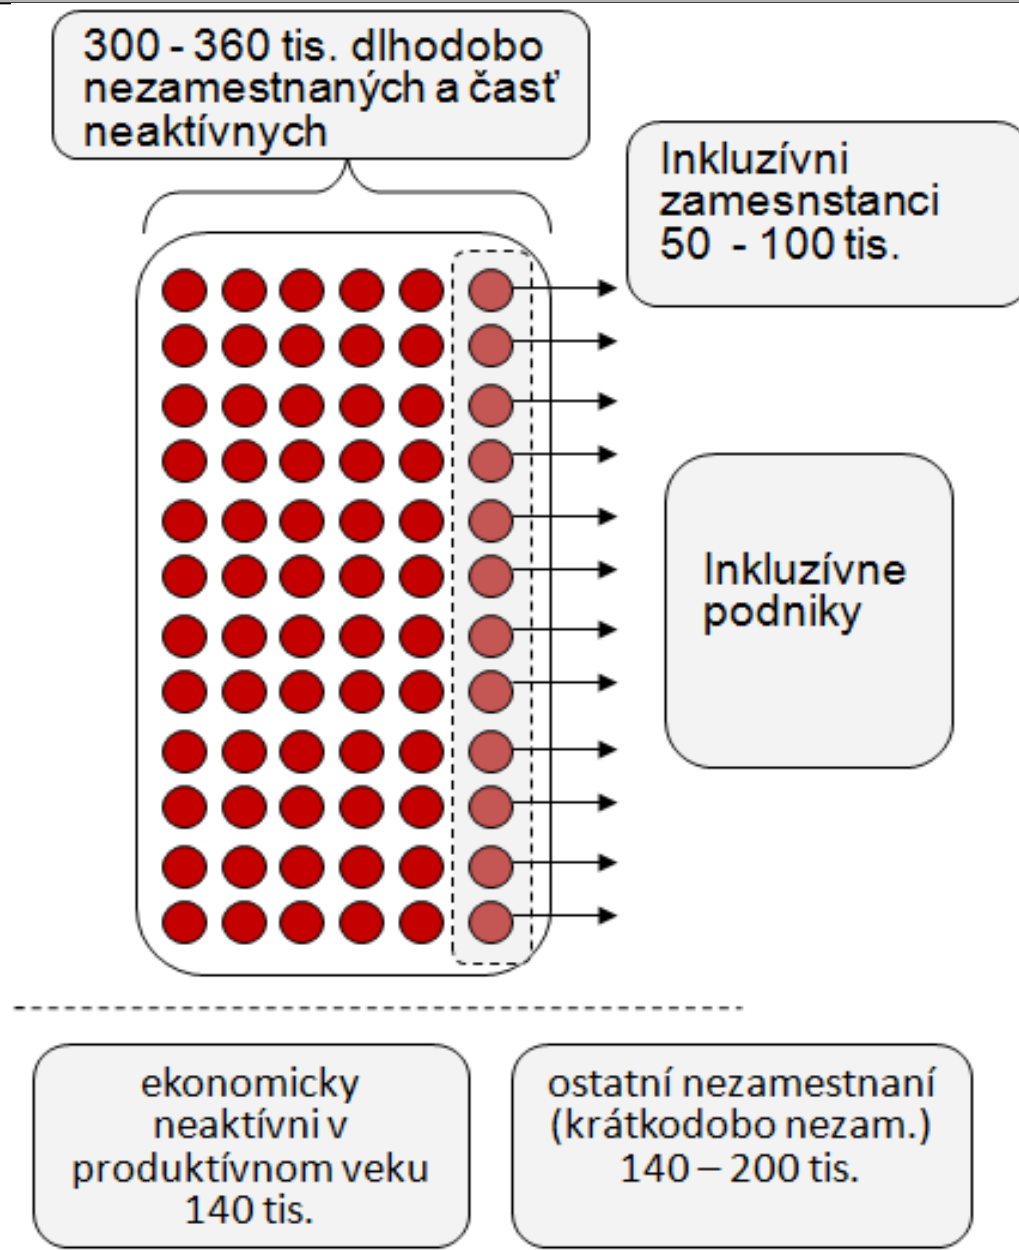 300 - 360 tis. dlhodobo
nezamestnaných a časť
neaktívnych
Inkluzívni
zamesnstanci
50 - 100 tis.
Inkluzívne
podniky
ekonomicky
neaktívni v
produktívnom veku
140 tis.
ostatní nezamestnaní
(krátkodobo nezam.)
140 – 200 tis.